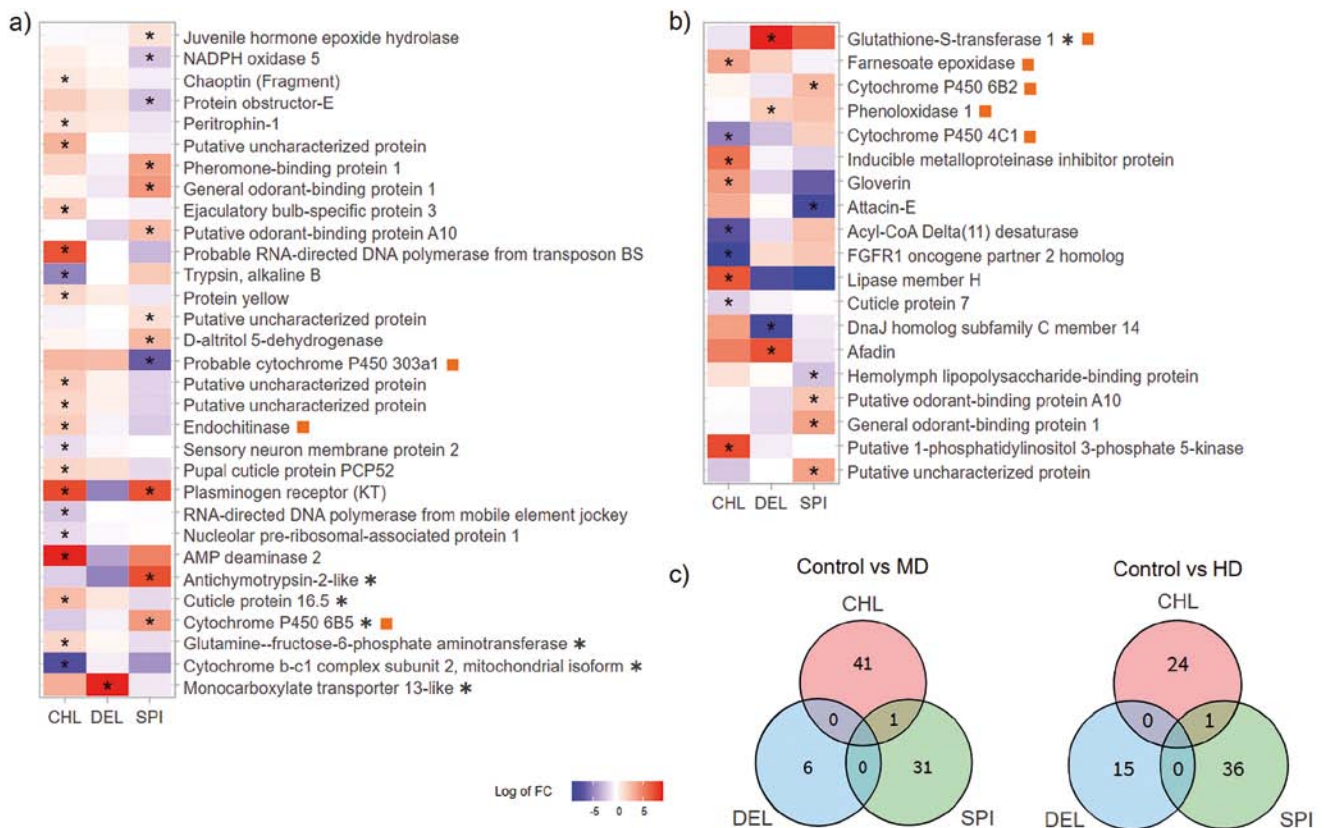 a)
Juvenile hormone epoxide hydrolase
NADPH oxidase 5
Chaoptin (Fragment)
Protein obstructor-E
Peritrophin-1
Putative uncharacterized protein
Pheromone-binding protein 1
General odorant-binding protein 1
Ejaculatory bulb-specific protein 3
Putative odorant-binding protein A10
Probable RNA-directed DNA polymerase from transposon BS
Trypsin, alkaline B
Protein yellow
Putative uncharacterized protein
D-altritol 5-dehydrogenase
Probable cytochrome P450 303a1
Putative uncharacterized protein
Putative uncharacterized protein
Endochitinase
Sensory neuron membrane protein 2
Pupal cuticle protein PCP52
Plasminogen receptor (KT)
RNA-directed DNA polymerase from mobile element jockey
Nucleolar pre-ribosomal-associated protein 1
AMP deaminase 2
Antichymotrypsin-2-like *
Cuticle protein 16.5 *
Cytochrome P450 6B5 *
Glutamine--fructose-6-phosphate aminotransferase *
Cytochrome b-c1 complex subunit 2, mitochondrial isoform *
Monocarboxylate transporter 13-like *
CHL DEL SPI
Log of FC
-5 0 5
b)
Glutathione-S-transferase 1 *
Farnesoate epoxidase
Cytochrome P450 6B2
Phenoloxidase 1
Cytochrome P450 4C1
Inducible metalloproteinase inhibitor protein
Gloverin
Attacin-E
Acyl-CoA Delta(11) desaturase
FGFR1 oncogene partner 2 homolog
Lipase member H
Cuticle protein 7
DnaJ homolog subfamily C member 14
Afadin
Hemolymph lipopolysaccharide-binding protein
Putative odorant-binding protein A10
General odorant-binding protein 1
Putative 1-phosphatidylinositol 3-phosphate 5-kinase
Putative uncharacterized protein
CHL DEL SPI
c)
Control vs MD
CHL
41
0 1
6 0 31
DEL SPI
Control vs HD
CHL
24
0 1
15 0 36
DEL SPI